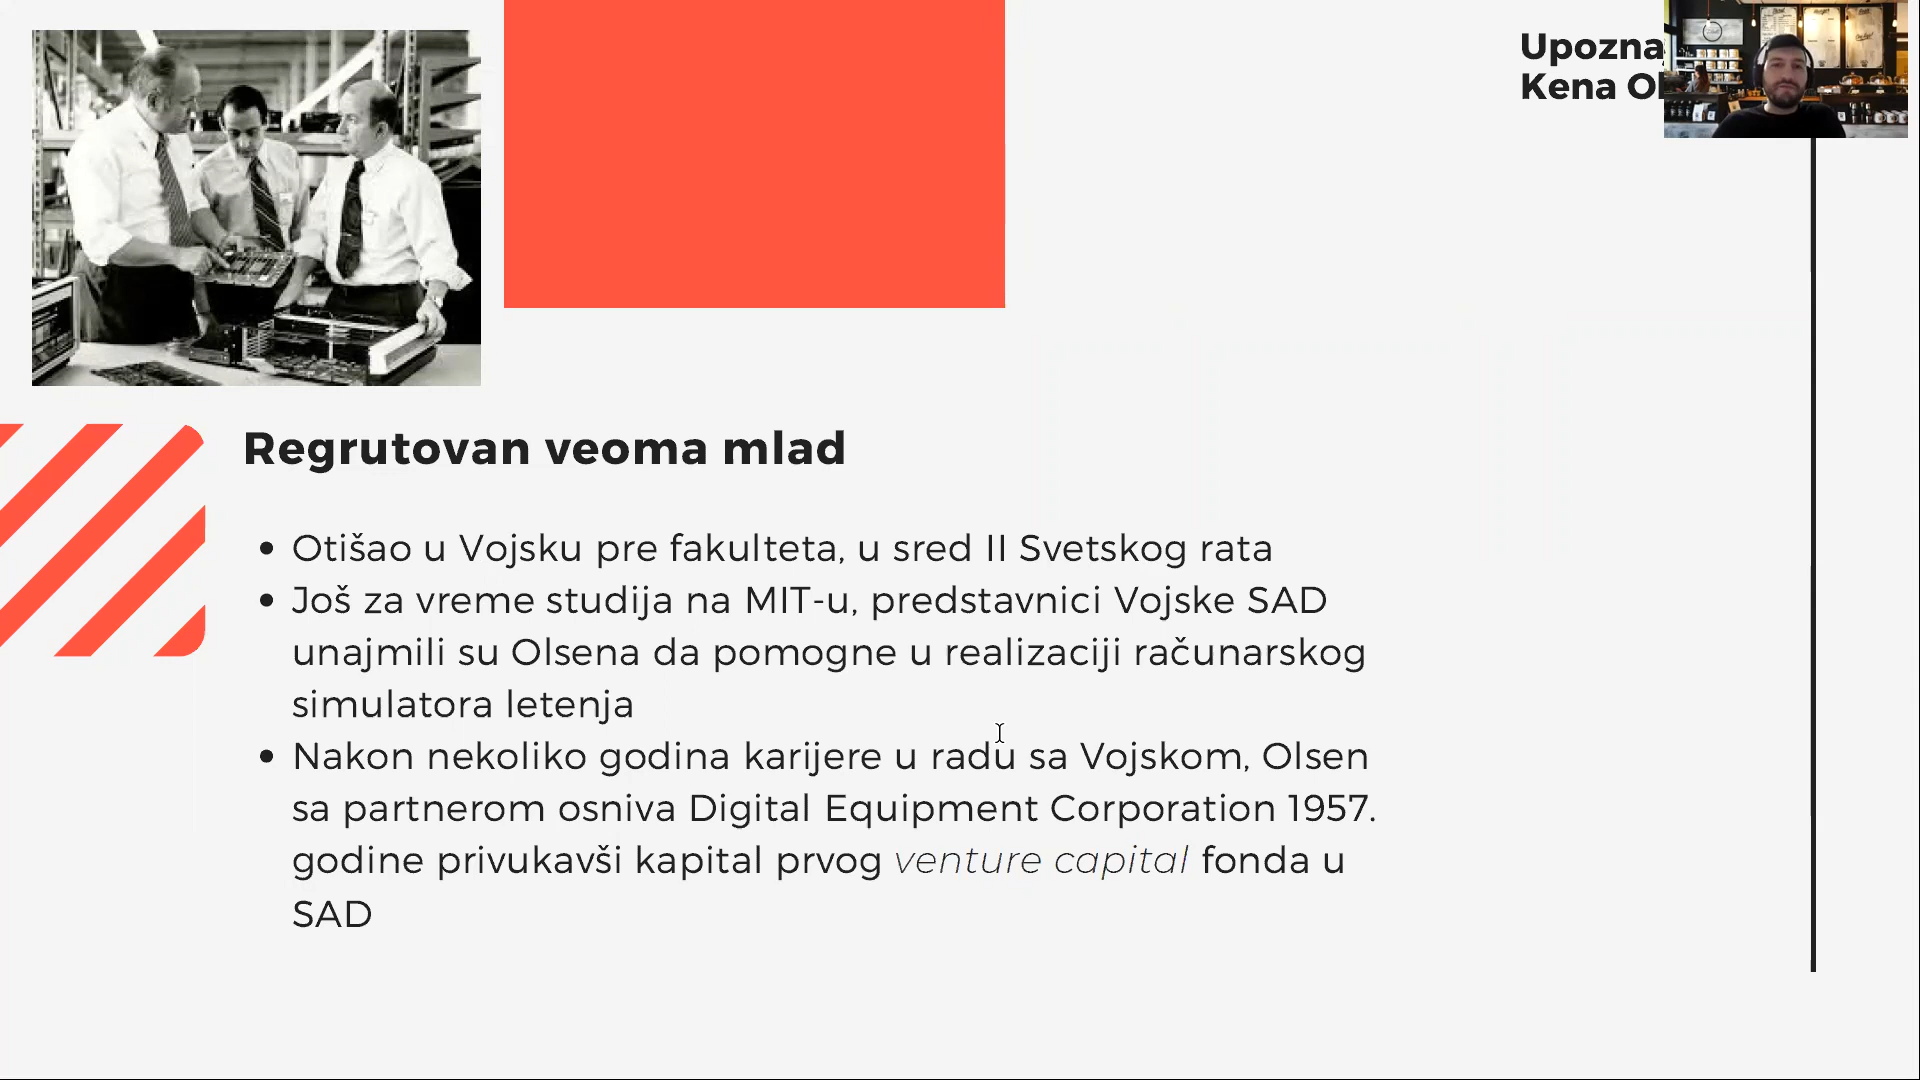 Upozna
Kena Ol
Regrutovan veoma mlad
• Otišao u Vojsku pre fakulteta, u sred II Svetskog rata
• Još za vreme studija na MIT-u, predstavnici Vojske SAD
unajmili su Olsena da pomogne u realizaciji računarskog
simulatora letenja
• Nakon nekoliko godina karijere u radu sa Vojskom, Olsen
sa partnerom osniva Digital Equipment Corporation 1957.
godine privukavši kapital prvog venture capital fonda u
SAD